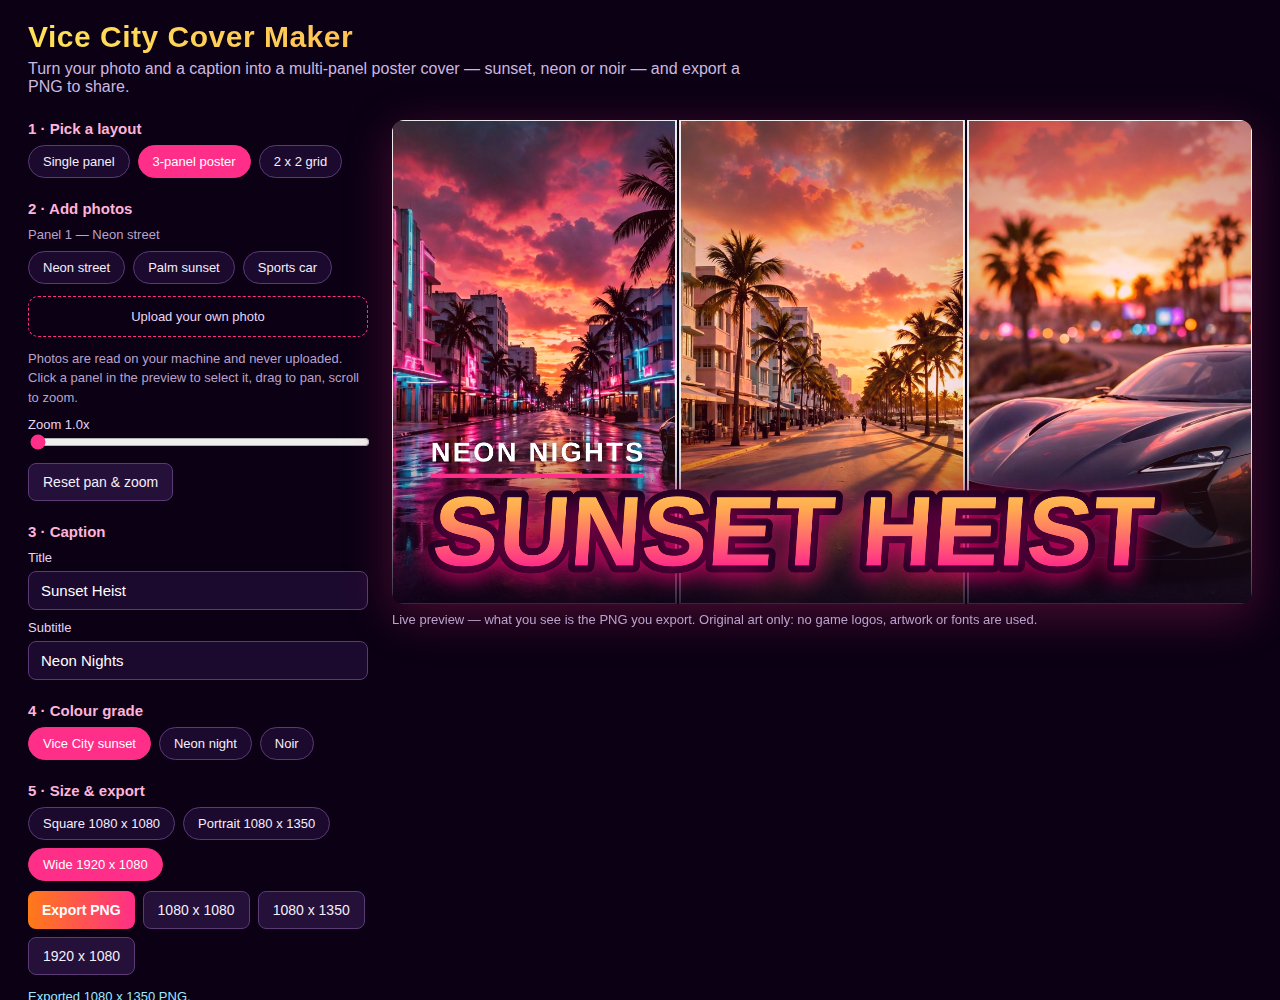 Vice City Cover Maker
Turn your photo and a caption into a multi-panel poster cover — sunset, neon or noir — and export a
PNG to share.
1 · Pick a layout
Single panel
3-panel poster
2 x 2 grid
2 · Add photos
Panel 1 — Neon street
Neon street
Palm sunset
Sports car
Upload your own photo
Photos are read on your machine and never uploaded.
Click a panel in the preview to select it, drag to pan, scroll
to zoom.
Zoom 1.0x
Reset pan & zoom
3 · Caption
Title
Sunset Heist
Subtitle
Neon Nights
4 · Colour grade
Vice City sunset
Neon night
Noir
5 · Size & export
Square 1080 x 1080
Portrait 1080 x 1350
Wide 1920 x 1080
Export PNG
1080 x 1080
1080 x 1350
1920 x 1080
Exported 1080 x 1350 PNG.
NEON NIGHTS
SUNSET HEIST
Live preview — what you see is the PNG you export. Original art only: no game logos, artwork or fonts are used.